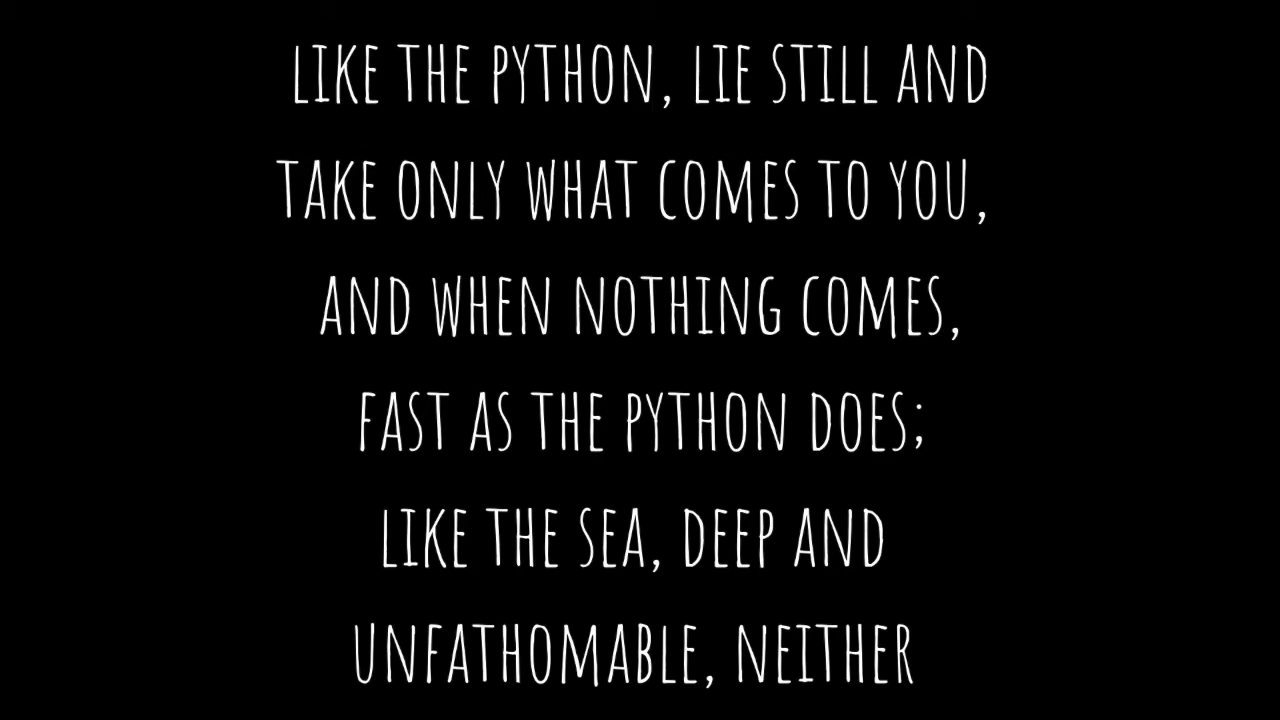 LIKE THE PYTHON, LIE STILL AND
TAKE ONLY WHAT COMES TO YOU,
AND WHEN NOTHING COMES,
FAST AS THE PYTHON DOES;
LIKE THE SEA, DEEP AND
UNFATHOMABLE, NEITHER